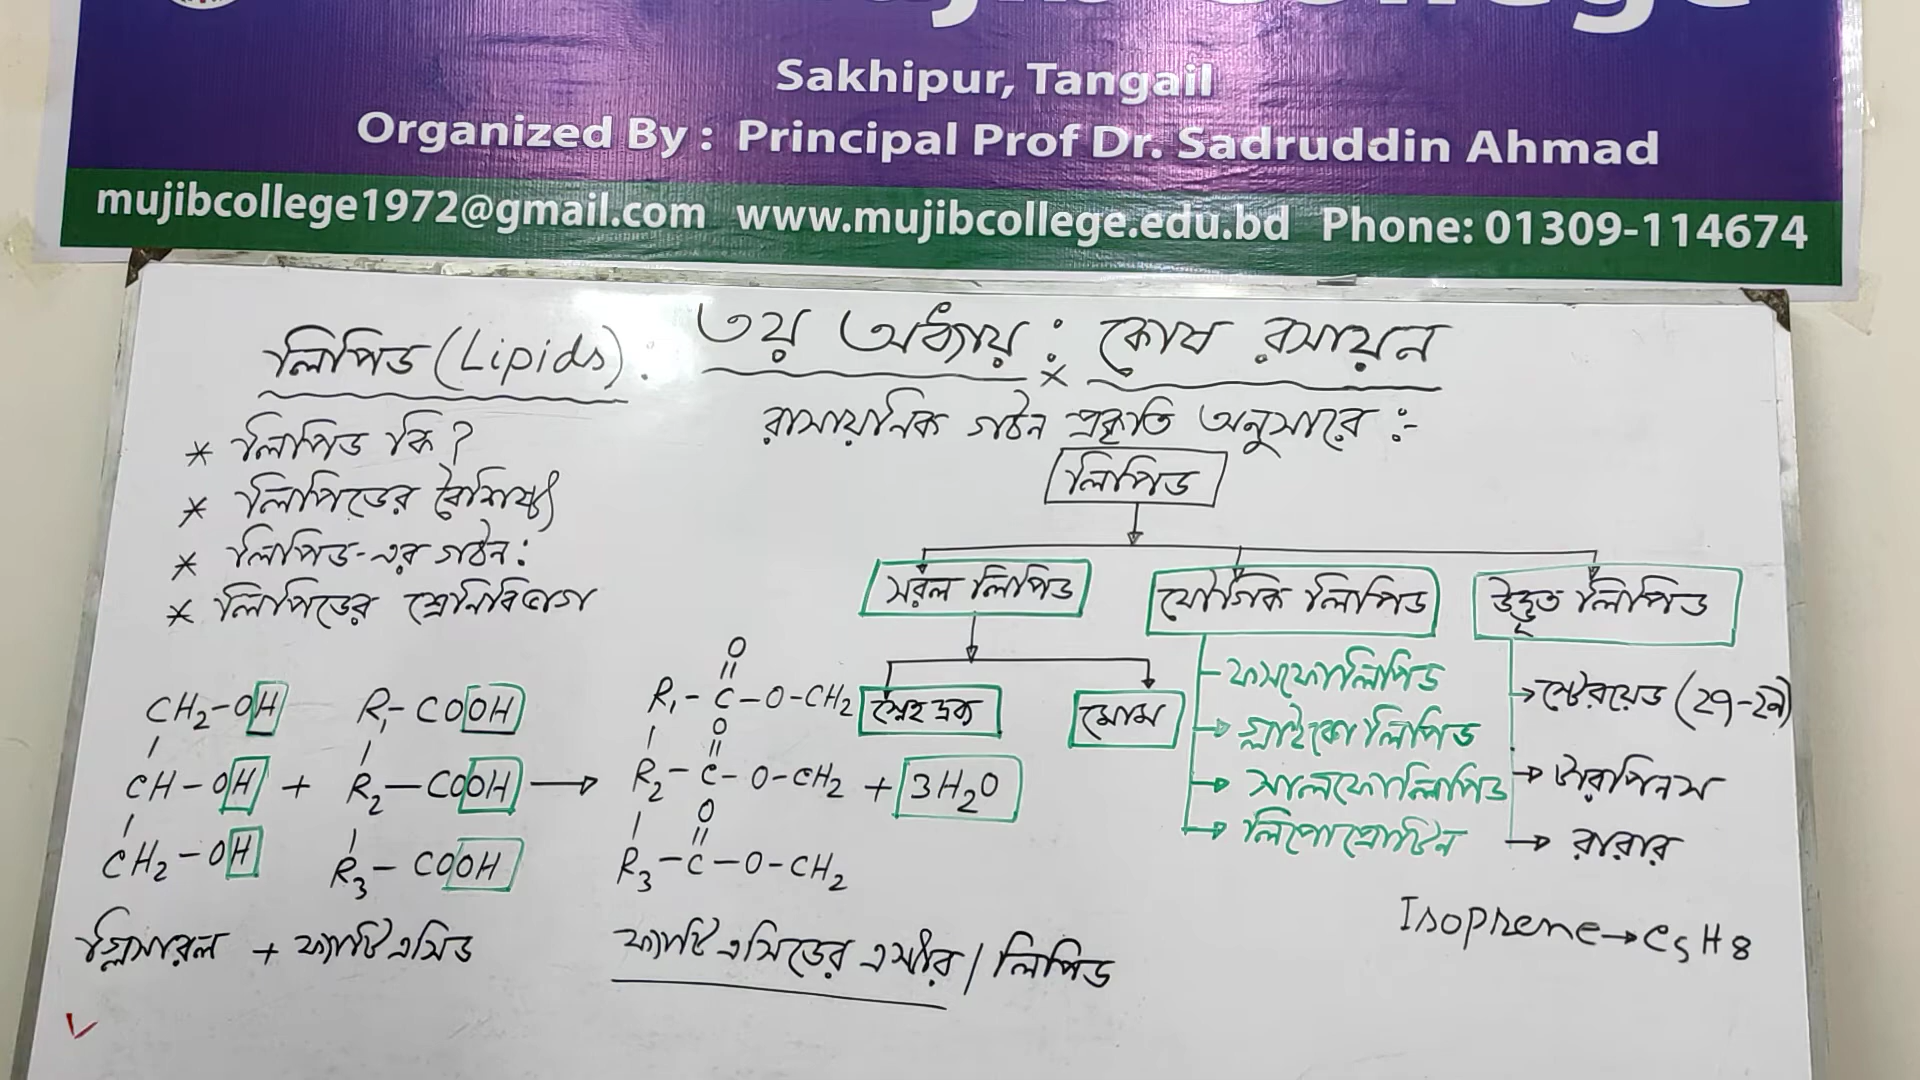 Sakhipur, Tangail
Organized By : Principal Prof Dr. Sadruddin Ahmad
mujibcollege1972@gmail.com www.mujibcollege.edu.bd Phone: 01309-114674
৩য় অধ্যায় : কোষ রসায়ন
লিপিড (Lipids) :
* লিপিড কি?
* লিপিডের বৈশিষ্ট্য
* লিপিড-এর গঠন:
* লিপিডের শ্রেনিবিভাগ
* রাসায়নিক গঠন প্রকৃতি অনুসারে :-
লিপিড
সরল লিপিড যৌগিক লিপিড উদ্ভূত লিপিড
স্নেহ দ্রব্য মোম
ফসফোলিপিড
→ গ্লাইকোলিপিড
→ সালফোলিপিড
→ লিপোপ্রোটিন
→ স্টেরয়েড (২৭-২৯)
→ টারপিনস
→ রাবার
Isoprene → C5H8
CH2-OH R1-COOH R1-C-O-CH2
O
||
CH-OH + R2-COOH → R2-C-O-CH2 + 3H2O
O
||
CH2-OH R3-COOH R3-C-O-CH2
O
||
গ্লিসারল + ফ্যাটি এসিড ফ্যাটি এসিডের এস্টার / লিপিড